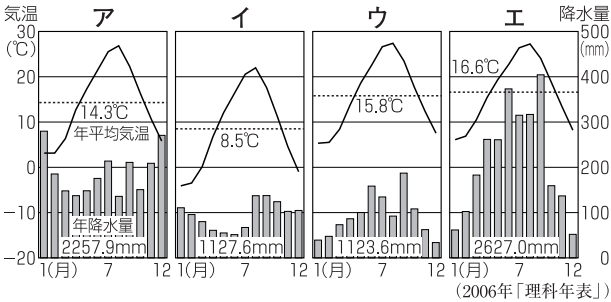 気温
(℃)
30
20
10
0
−10
−20
ア
14.3℃
年平均気温
年降水量
2257.9mm
1(月) 7 12
イ
8.5℃
1127.6mm
1(月) 7 12
ウ
15.8℃
1123.6mm
1(月) 7 12
エ
16.6℃
2627.0mm
1(月) 7 12
降水量
(mm)
500
400
300
200
100
0
(2006年「理科年表」)